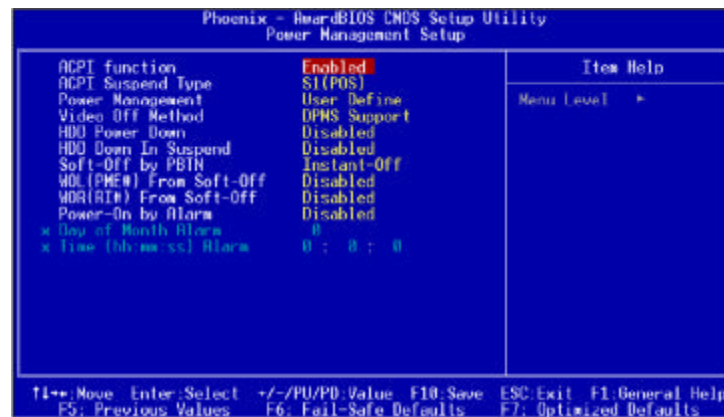 Phoenix - AwardBIOS CMOS Setup Utility
Power Management Setup
ACPI function Enabled
ACPI Suspend Type S1(POS)
Power Management User Define
Video Off Method DPMS Support
HDD Power Down Disabled
HDD Down In Suspend Disabled
Soft-Off by PBTN Instant-Off
WOL(PME#) From Soft-Off Disabled
WOR(RI#) From Soft-Off Disabled
Power-On by Alarm Disabled
x Day of Month Alarm 0
x Time (hh:mm:ss) Alarm 0 : 0 : 0
Item Help
Menu Level ►
↑↓→←:Move Enter:Select +/-/PU/PD:Value F10:Save ESC:Exit F1:General Help
F5: Previous Values F6: Fail-Safe Defaults F7: Optimized Defaults